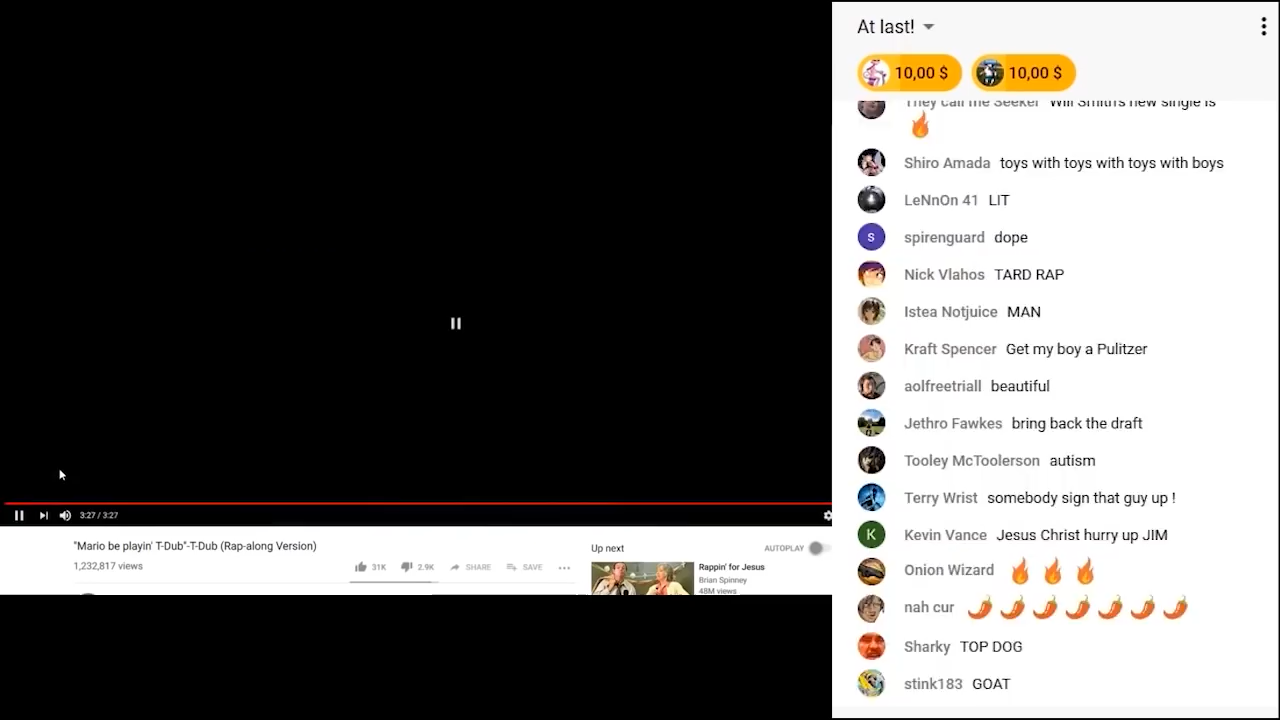 At last!
10,00 $ 10,00 $
They call me Seeker Will Smith's new single is
🔥
Shiro Amada toys with toys with toys with boys
LeNnOn 41 LIT
S spirenguard dope
Nick Vlahos TARD RAP
Istea Notjuice MAN
Kraft Spencer Get my boy a Pulitzer
aolfreetriall beautiful
Jethro Fawkes bring back the draft
Tooley McToolerson autism
Terry Wrist somebody sign that guy up !
K Kevin Vance Jesus Christ hurry up JIM
Onion Wizard 🔥 🔥 🔥
nah cur 🌶️🌶️🌶️🌶️🌶️🌶️🌶️
Sharky TOP DOG
stink183 GOAT
3:27 / 3:27
"Mario be playin' T-Dub"-T-Dub (Rap-along Version)
1,232,817 views
31K 2.9K SHARE SAVE
Up next AUTOPLAY
Rappin' for Jesus
Brian Spinney
48M views